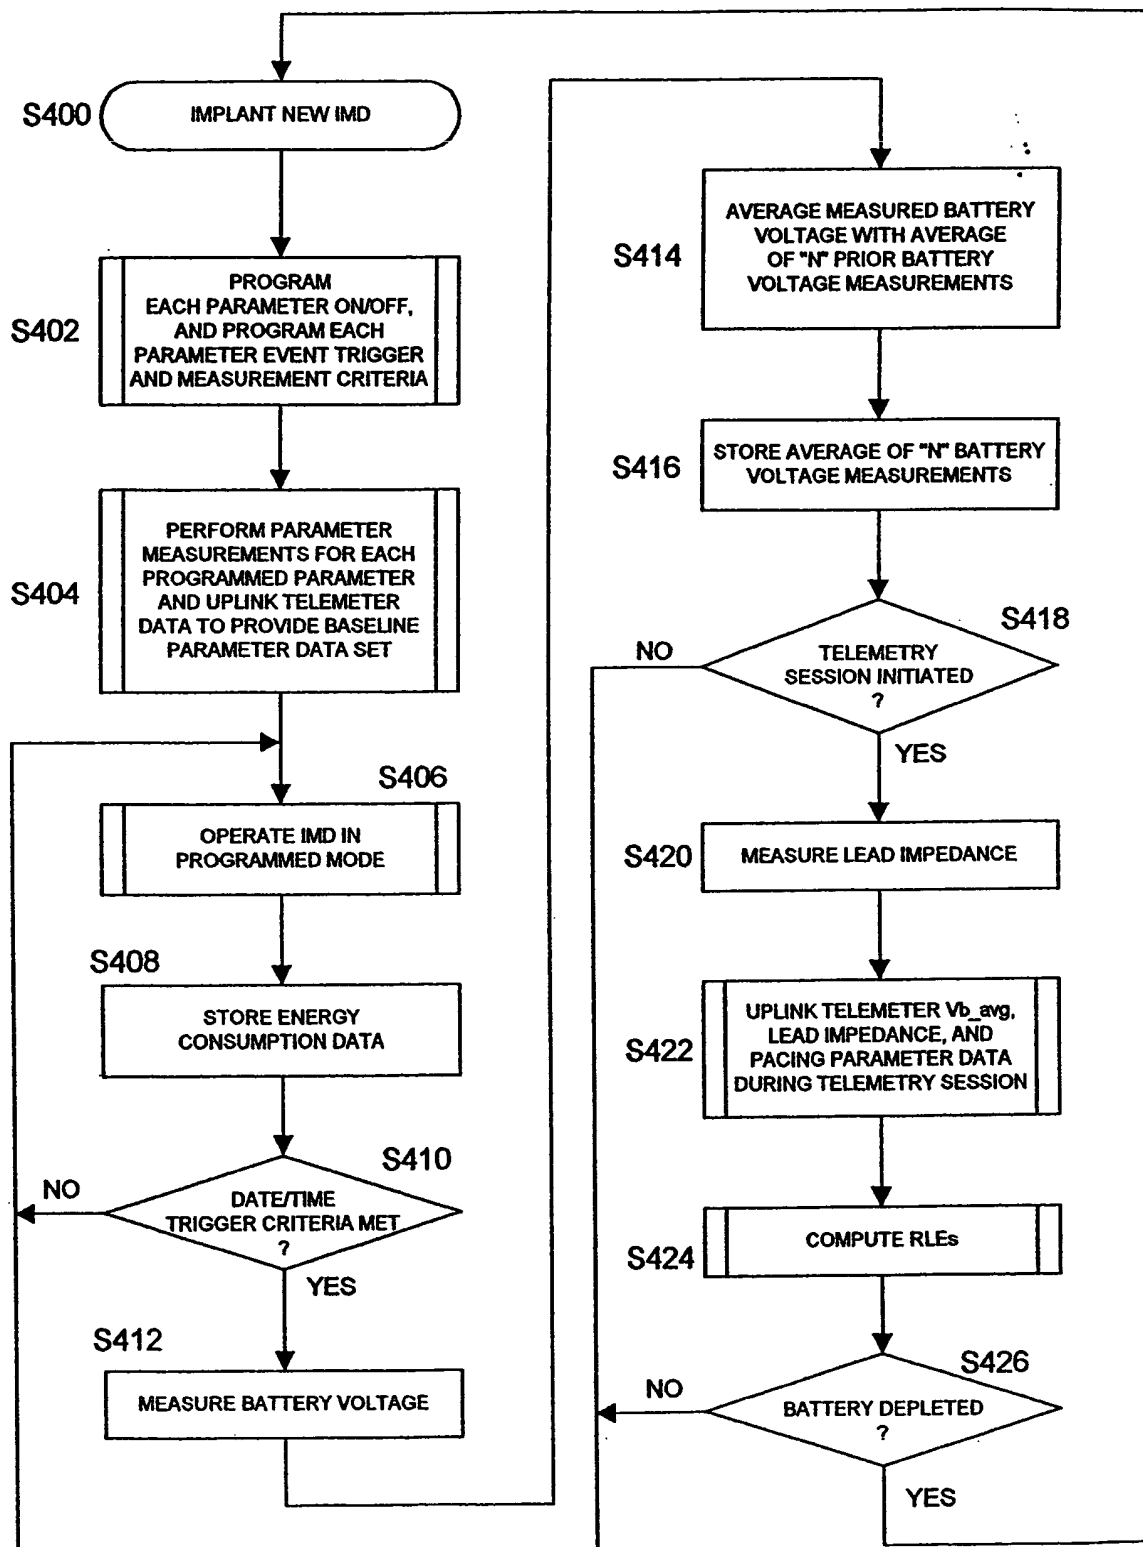 S400
IMPLANT NEW IMD
S402
PROGRAM
EACH PARAMETER ON/OFF,
AND PROGRAM EACH
PARAMETER EVENT TRIGGER
AND MEASUREMENT CRITERIA
S404
PERFORM PARAMETER
MEASUREMENTS FOR EACH
PROGRAMMED PARAMETER
AND UPLINK TELEMETER
DATA TO PROVIDE BASELINE
PARAMETER DATA SET
S406
OPERATE IMD IN
PROGRAMMED MODE
S408
STORE ENERGY
CONSUMPTION DATA
S410
NO
DATE/TIME
TRIGGER CRITERIA MET
?
YES
S412
MEASURE BATTERY VOLTAGE
S414
AVERAGE MEASURED BATTERY
VOLTAGE WITH AVERAGE
OF "N" PRIOR BATTERY
VOLTAGE MEASUREMENTS
S416
STORE AVERAGE OF "N" BATTERY
VOLTAGE MEASUREMENTS
S418
NO
TELEMETRY
SESSION INITIATED
?
YES
S420
MEASURE LEAD IMPEDANCE
S422
UPLINK TELEMETER Vb_avg,
LEAD IMPEDANCE, AND
PACING PARAMETER DATA
DURING TELEMETRY SESSION
S424
COMPUTE RLEs
S426
NO
BATTERY DEPLETED
?
YES